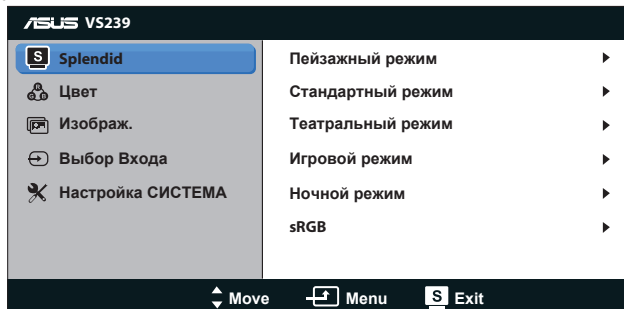 ASUS VS239
S Splendid
Цвет
Изображ.
Выбор Входа
Настройка СИСТЕМА
Пейзажный режим
Стандартный режим
Театральный режим
Игровой режим
Ночной режим
sRGB
Move Menu S Exit